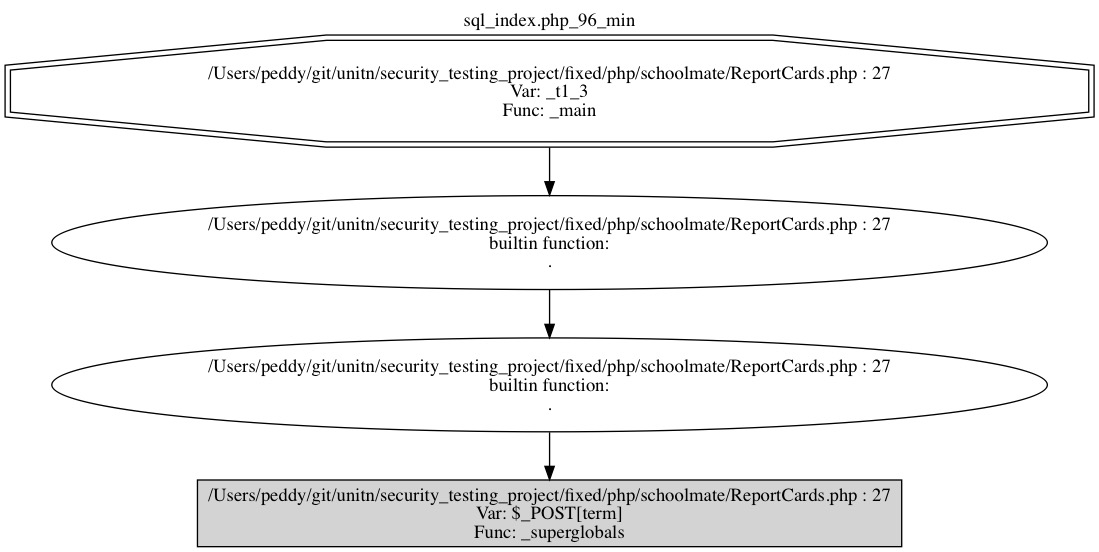 sql_index.php_96_min
/Users/peddy/git/unitn/security_testing_project/fixed/php/schoolmate/ReportCards.php : 27
Var: _t1_3
Func: _main
/Users/peddy/git/unitn/security_testing_project/fixed/php/schoolmate/ReportCards.php : 27
builtin function:
.
/Users/peddy/git/unitn/security_testing_project/fixed/php/schoolmate/ReportCards.php : 27
builtin function:
.
/Users/peddy/git/unitn/security_testing_project/fixed/php/schoolmate/ReportCards.php : 27
Var: $_POST[term]
Func: _superglobals